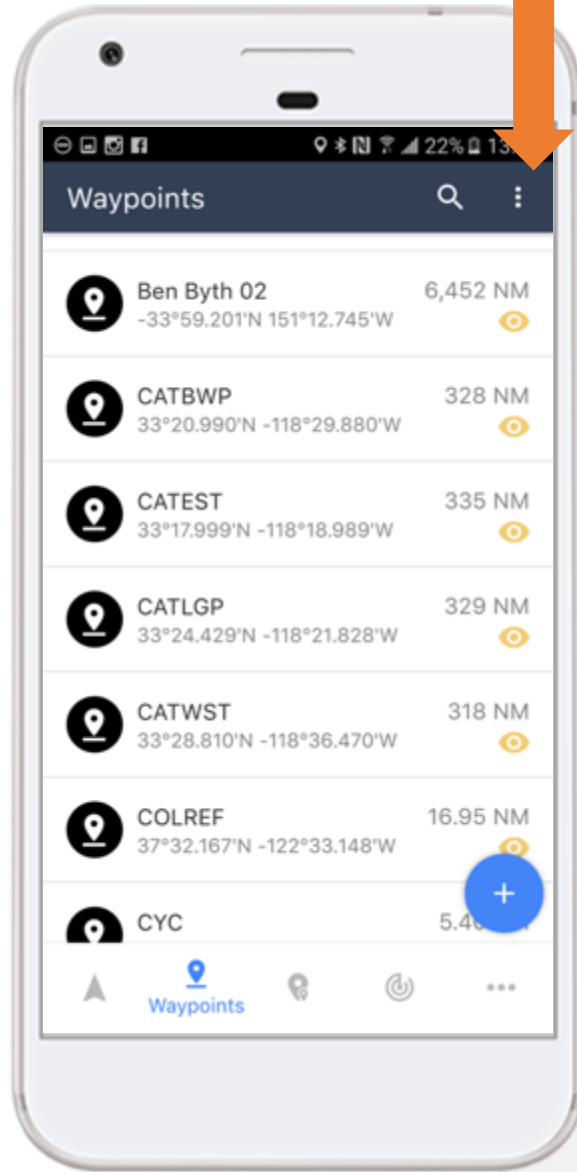 22% 13
Waypoints
Ben Byth 02 6,452 NM
-33°59.201'N 151°12.745'W
CATBWP 328 NM
33°20.990'N -118°29.880'W
CATEST 335 NM
33°17.999'N -118°18.989'W
CATLGP 329 NM
33°24.429'N -118°21.828'W
CATWST 318 NM
33°28.810'N -118°36.470'W
COLREF 16.95 NM
37°32.167'N -122°33.148'W
CYC
Waypoints